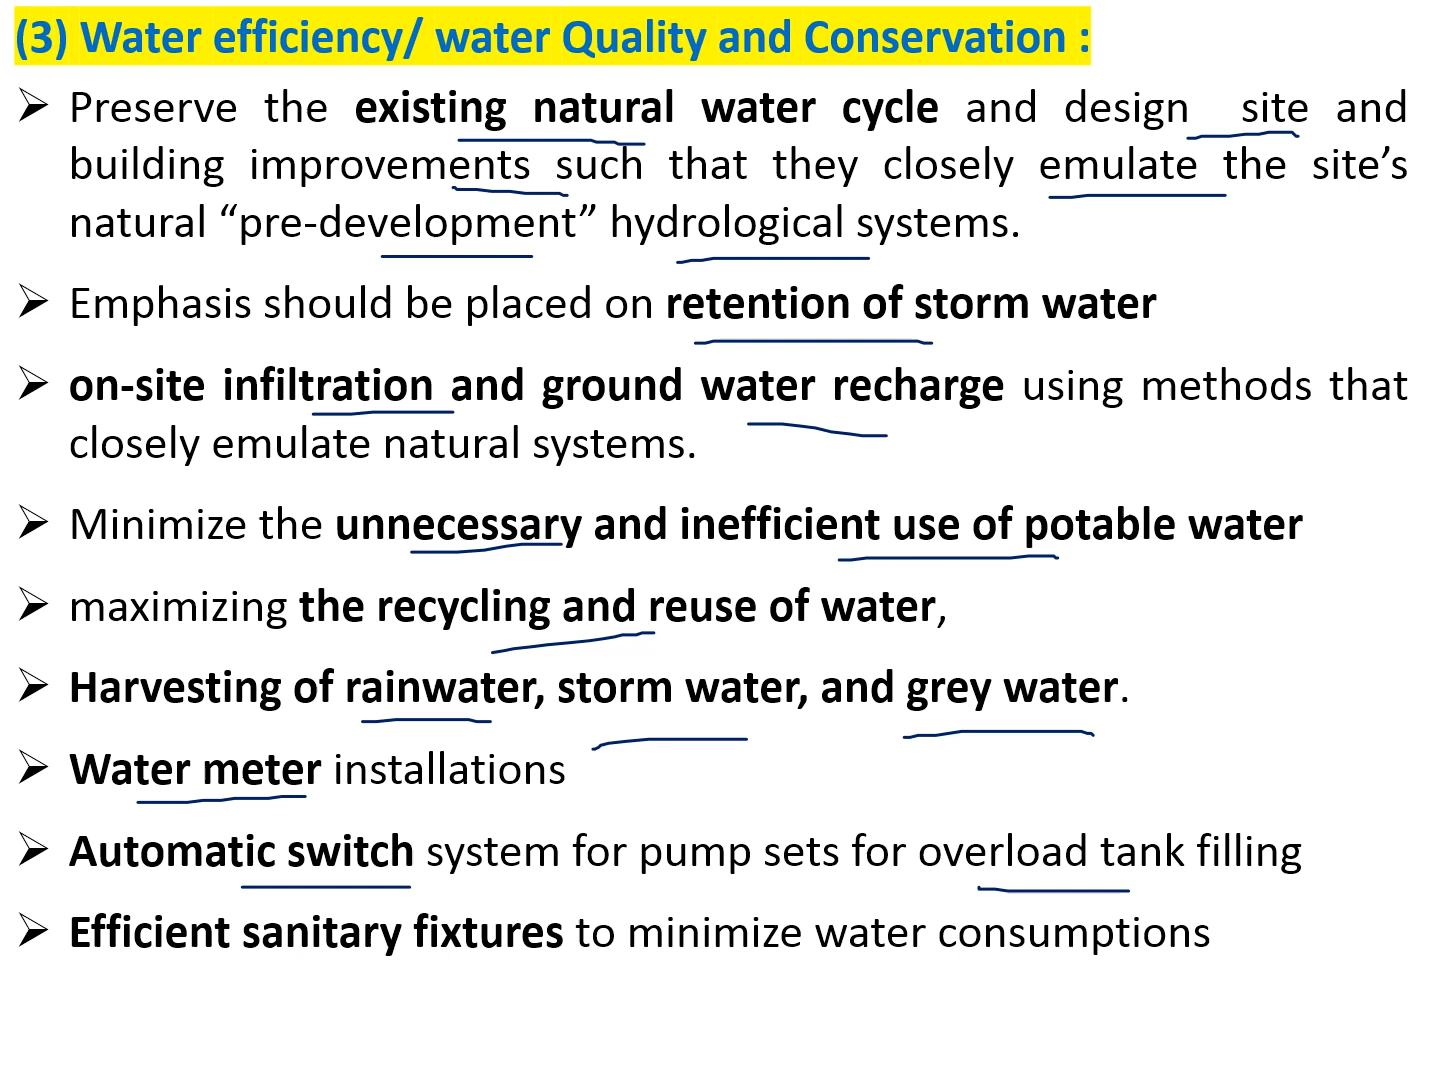 (3) Water efficiency/ water Quality and Conservation :
➢ Preserve the existing natural water cycle and design site and
building improvements such that they closely emulate the site’s
natural “pre-development” hydrological systems.
➢ Emphasis should be placed on retention of storm water
➢ on-site infiltration and ground water recharge using methods that
closely emulate natural systems.
➢ Minimize the unnecessary and inefficient use of potable water
➢ maximizing the recycling and reuse of water,
➢ Harvesting of rainwater, storm water, and grey water.
➢ Water meter installations
➢ Automatic switch system for pump sets for overload tank filling
➢ Efficient sanitary fixtures to minimize water consumptions